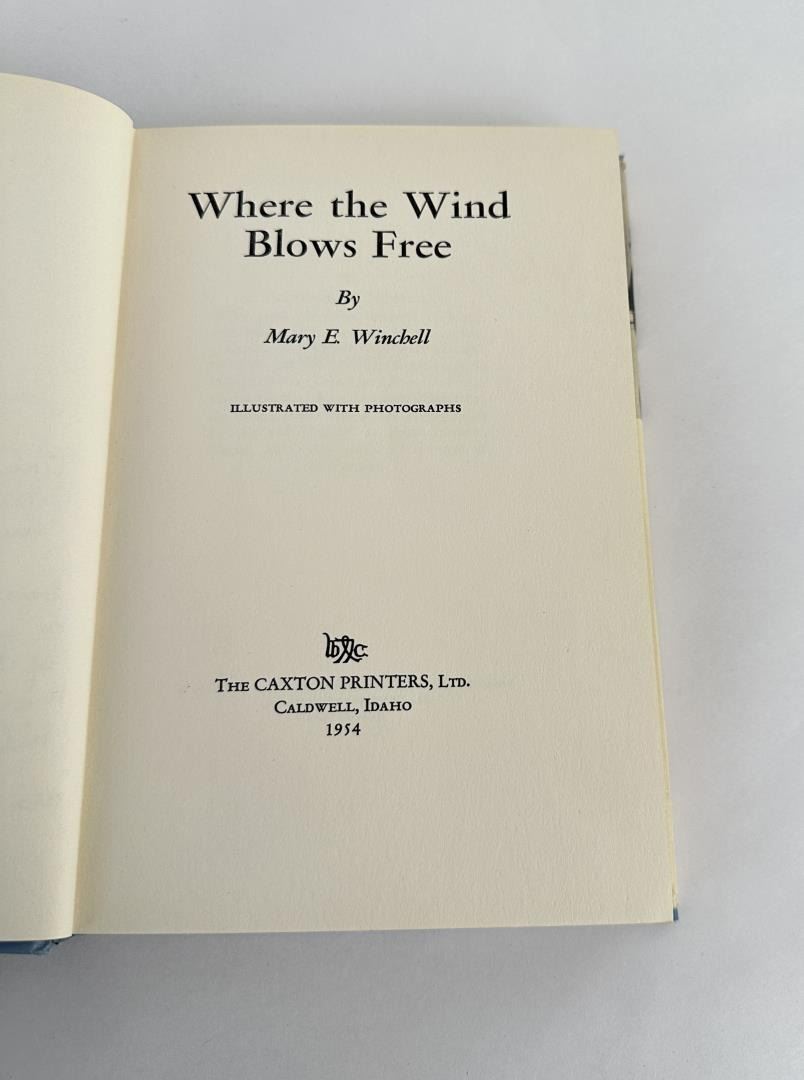 Where the Wind
Blows Free
By
Mary E. Winchell
ILLUSTRATED WITH PHOTOGRAPHS
THE CAXTON PRINTERS, LTD.
CALDWELL, IDAHO
1954